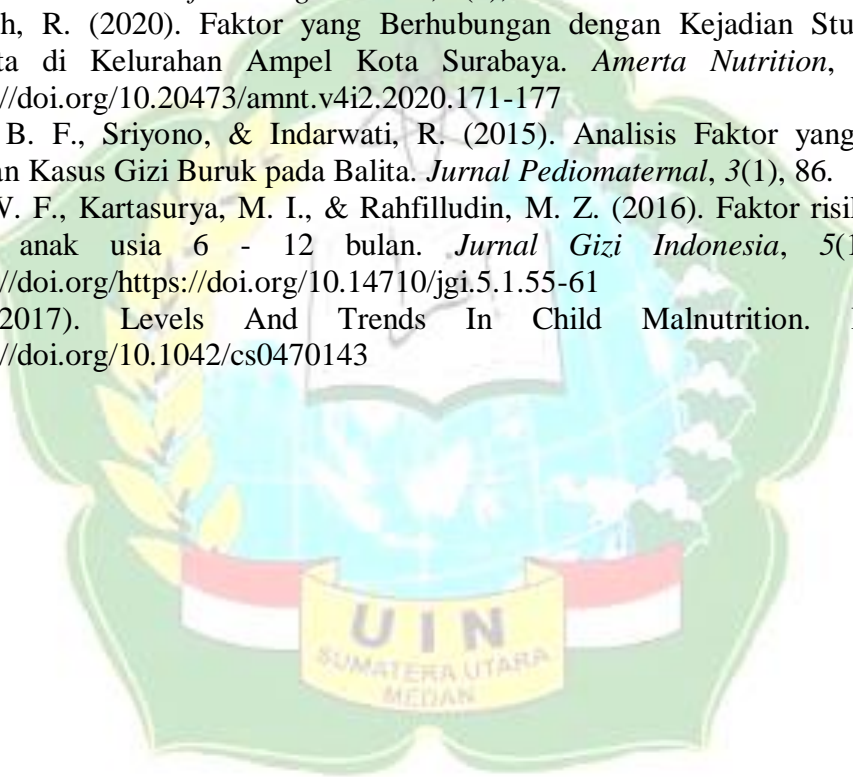 h, R. (2020). Faktor yang Berhubungan dengan Kejadian Stu
ta di Kelurahan Ampel Kota Surabaya. Amerta Nutrition,
//doi.org/10.20473/amnt.v4i2.2020.171-177
B. F., Sriyono, & Indarwati, R. (2015). Analisis Faktor yang
an Kasus Gizi Buruk pada Balita. Jurnal Pediomaternal, 3(1), 86.
W. F., Kartasurya, M. I., & Rahfilludin, M. Z. (2016). Faktor risil
anak usia 6 - 12 bulan. Jurnal Gizi Indonesia, 5(1
//doi.org/https://doi.org/10.14710/jgi.5.1.55-61
2017). Levels And Trends In Child Malnutrition.
//doi.org/10.1042/cs0470143
UIN
SUMATERA UTARA
MEDAN